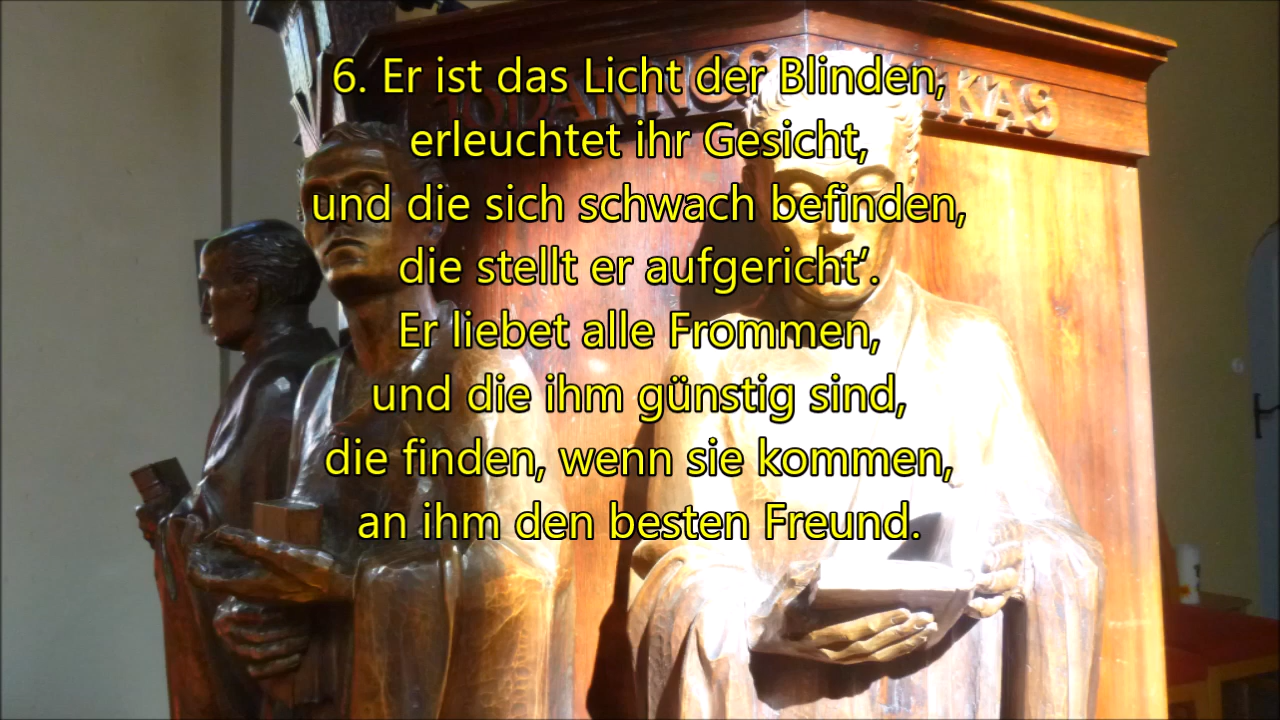 6. Er ist das Licht der Blinden,
erleuchtet ihr Gesicht,
und die sich schwach befinden,
die stellt er aufgericht’.
Er liebet alle Frommen,
und die ihm günstig sind,
die finden, wenn sie kommen,
an ihm den besten Freund.
JOHANNES
KAS